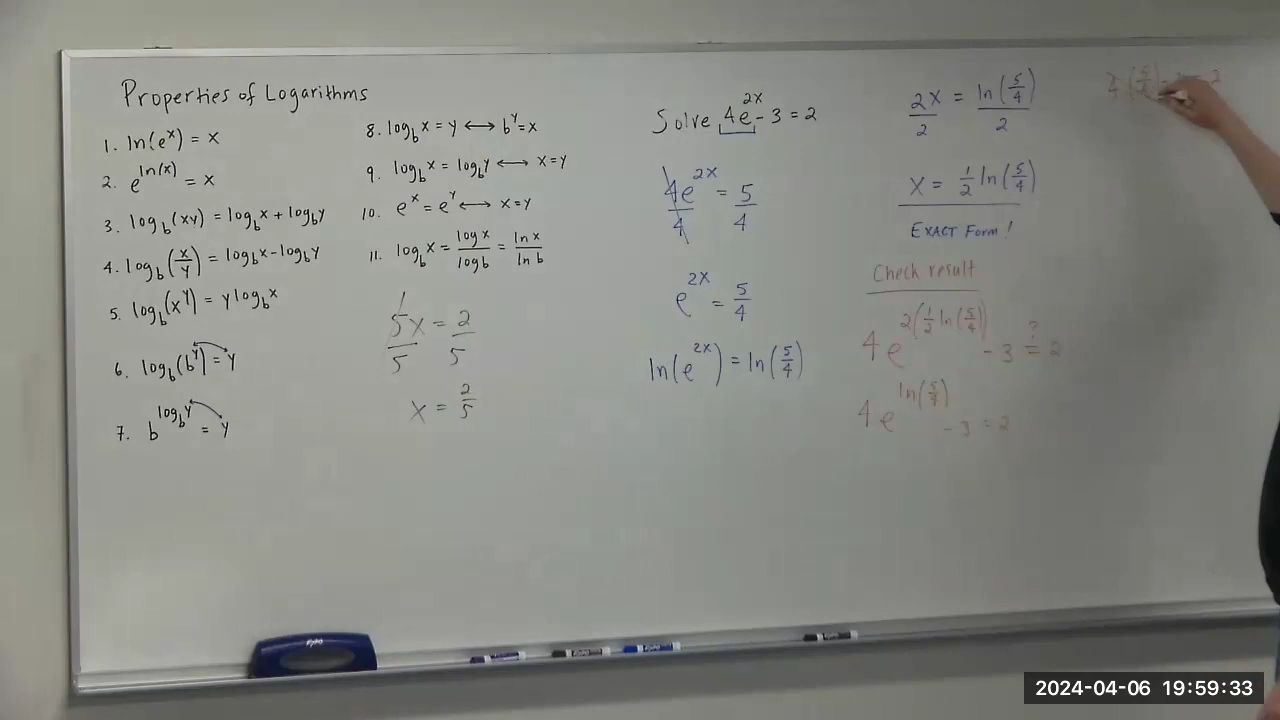 Properties of Logarithms
1. ln(e^x) = x
2. e^ln(x) = x
3. log_b(xy) = log_b x + log_b y
4. log_b(x/y) = log_b x - log_b y
5. log_b(x^y) = y log_b x
6. log_b(b^y) = y
7. b^log_b y = y
8. log_b x = y ⟷ b^y = x
9. log_b x = log_b y ⟷ x = y
10. e^x = e^y ⟷ x = y
11. log_b x = log x / log b = ln x / ln b
5x / 5 = 2 / 5
x = 2/5
Solve 4e^2x - 3 = 2
4e^2x / 4 = 5 / 4
e^2x = 5/4
ln(e^2x) = ln(5/4)
2x / 2 = ln(5/4) / 2
x = 1/2 ln(5/4)
EXACT Form!
Check result
4e^2(1/2 ln(5/4)) - 3 ?= 2
4e^ln(5/4) - 3 = 2
4(5/4)
2
EXPO
2024-04-06 19:59:33